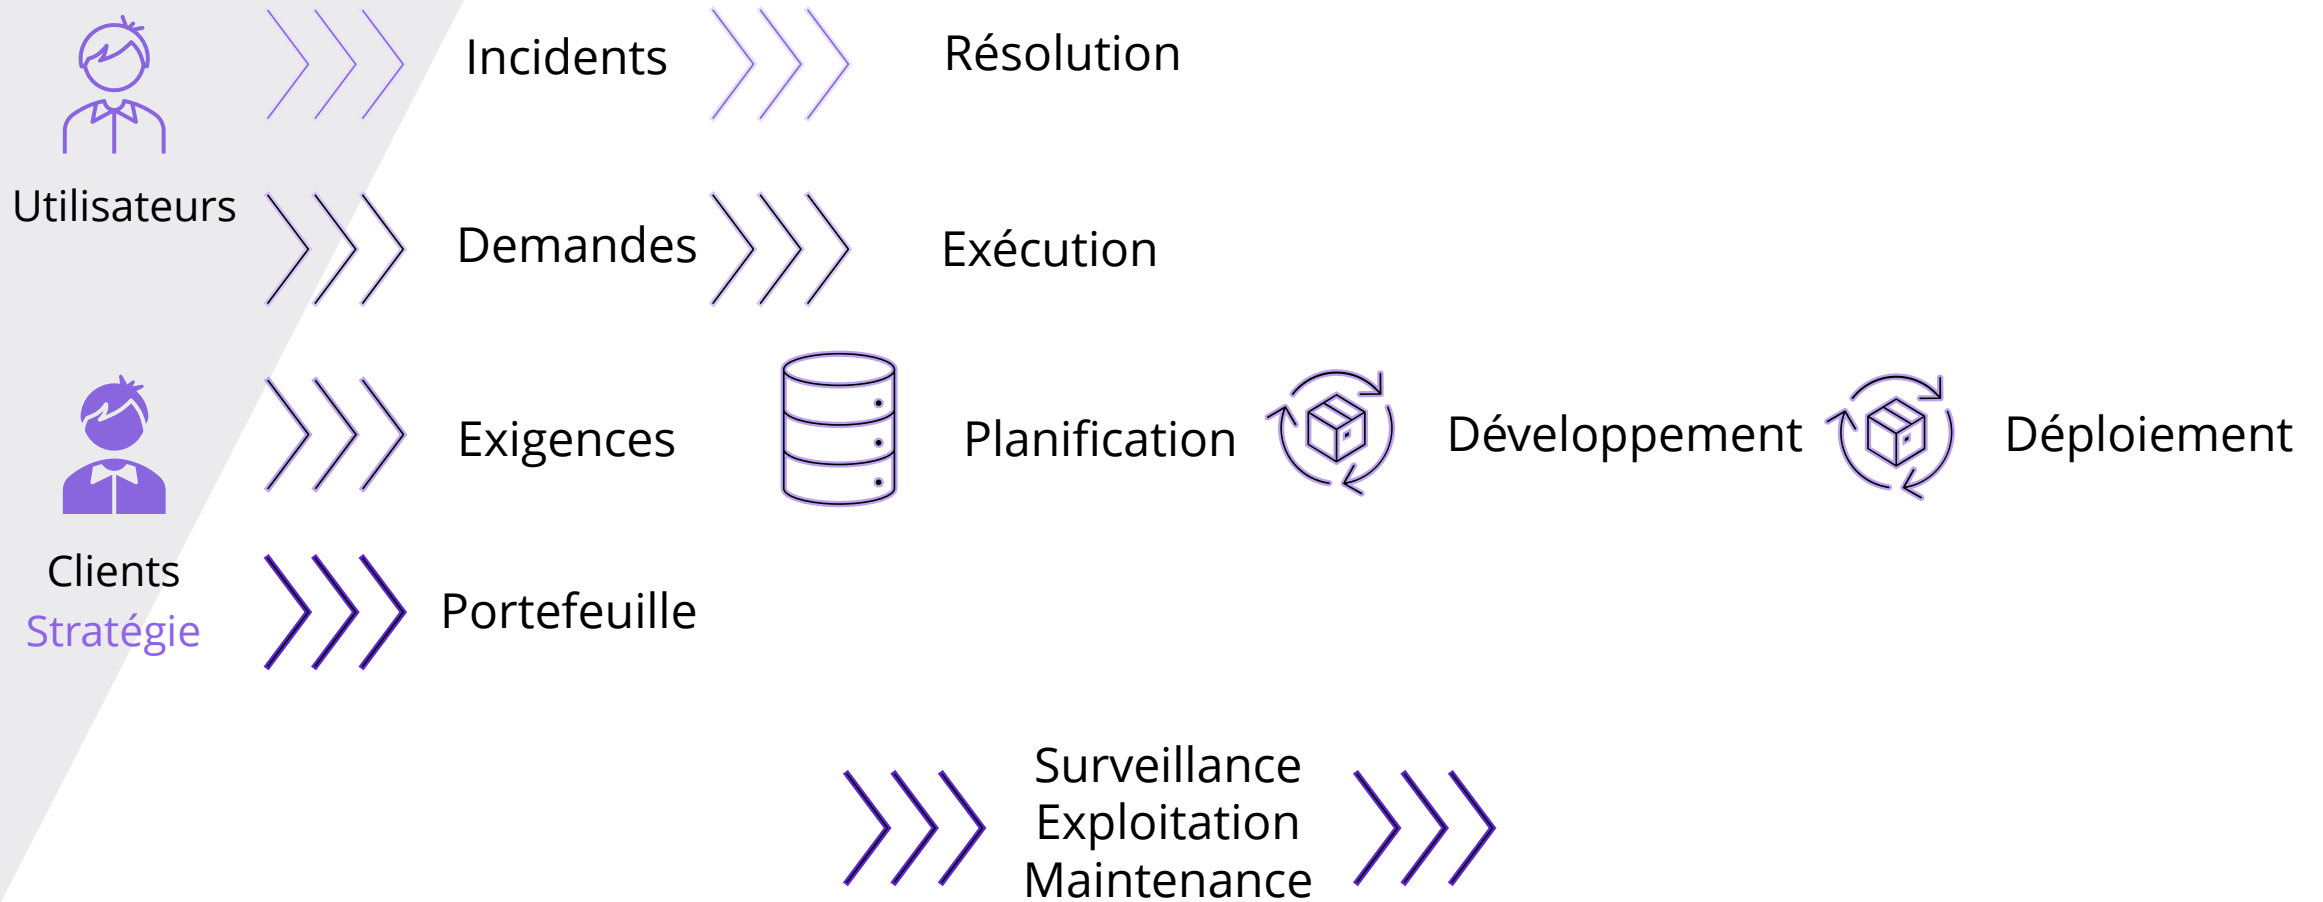 Incidents
Résolution
Utilisateurs
Demandes
Exécution
Exigences
Planification
Développement
Déploiement
Clients
Stratégie
Portefeuille
Surveillance
Exploitation
Maintenance